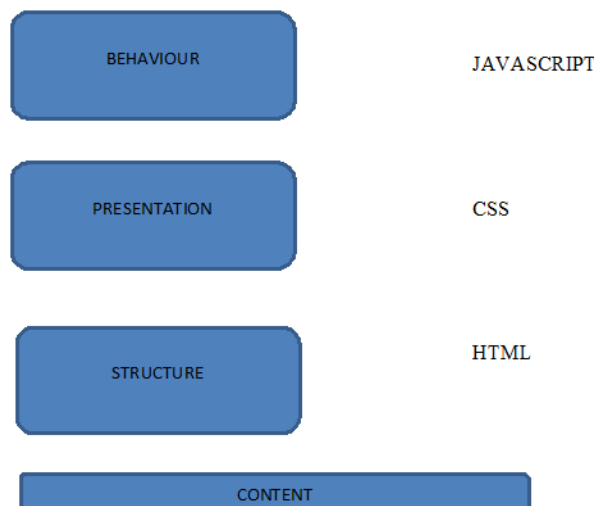 BEHAVIOUR
JAVASCRIPT
PRESENTATION
CSS
STRUCTURE
HTML
CONTENT